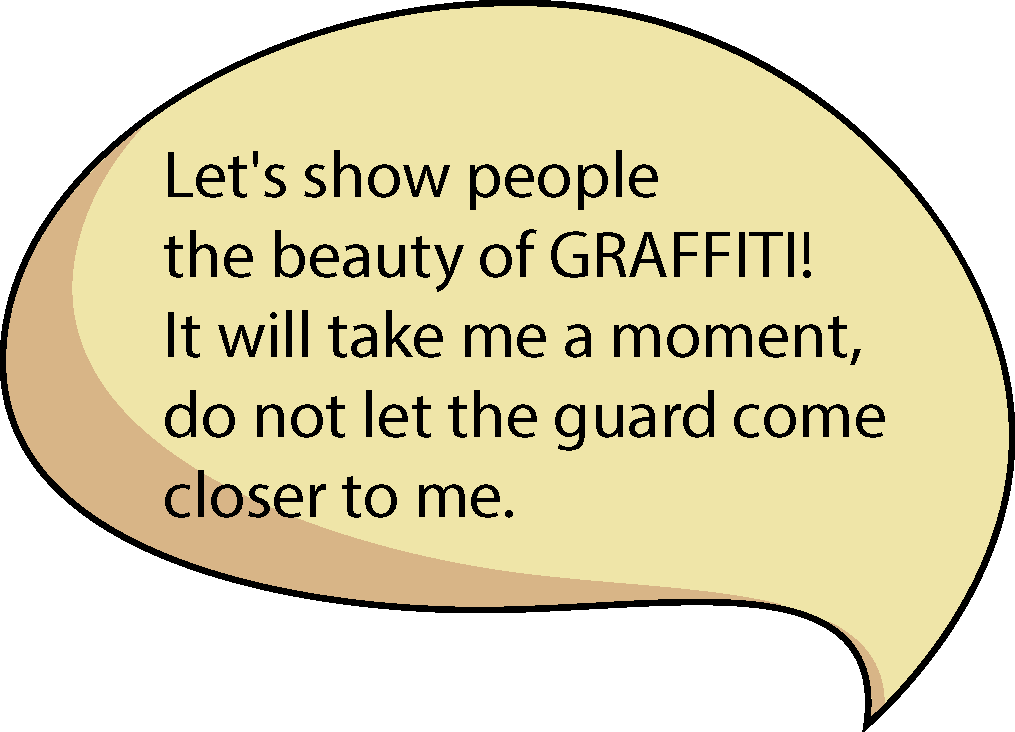 Let's show people
the beauty of GRAFFITI!
It will take me a moment,
do not let the guard come
closer to me.